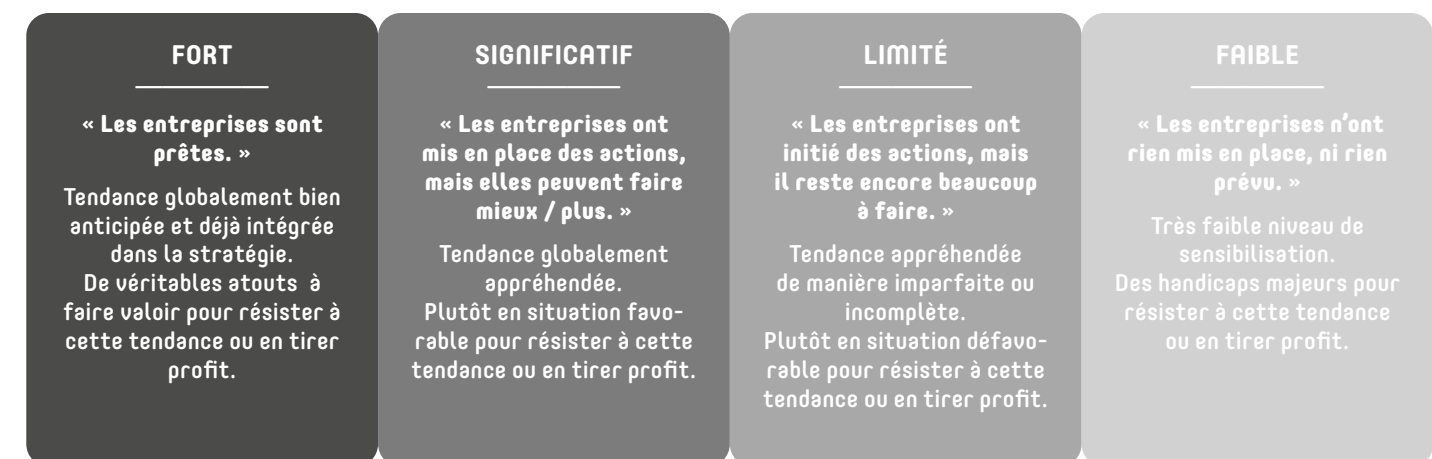 FORT
« Les entreprises sont
prêtes. »
Tendance globalement bien
anticipée et déjà intégrée
dans la stratégie.
De véritables atouts à
faire valoir pour résister à
cette tendance ou en tirer
profit.
SIGNIFICATIF
« Les entreprises ont
mis en place des actions,
mais elles peuvent faire
mieux / plus. »
Tendance globalement
appréhendée.
Plutôt en situation favo-
rable pour résister à cette
tendance ou en tirer profit.
LIMITÉ
« Les entreprises ont
initié des actions, mais
il reste encore beaucoup
à faire. »
Tendance appréhendée
de manière imparfaite ou
incomplète.
Plutôt en situation défavo-
rable pour résister à cette
tendance ou en tirer profit.
FAIBLE
« Les entreprises n’ont
rien mis en place, ni rien
prévu. »
Très faible niveau de
sensibilisation.
Des handicaps majeurs pour
résister à cette tendance
ou en tirer profit.